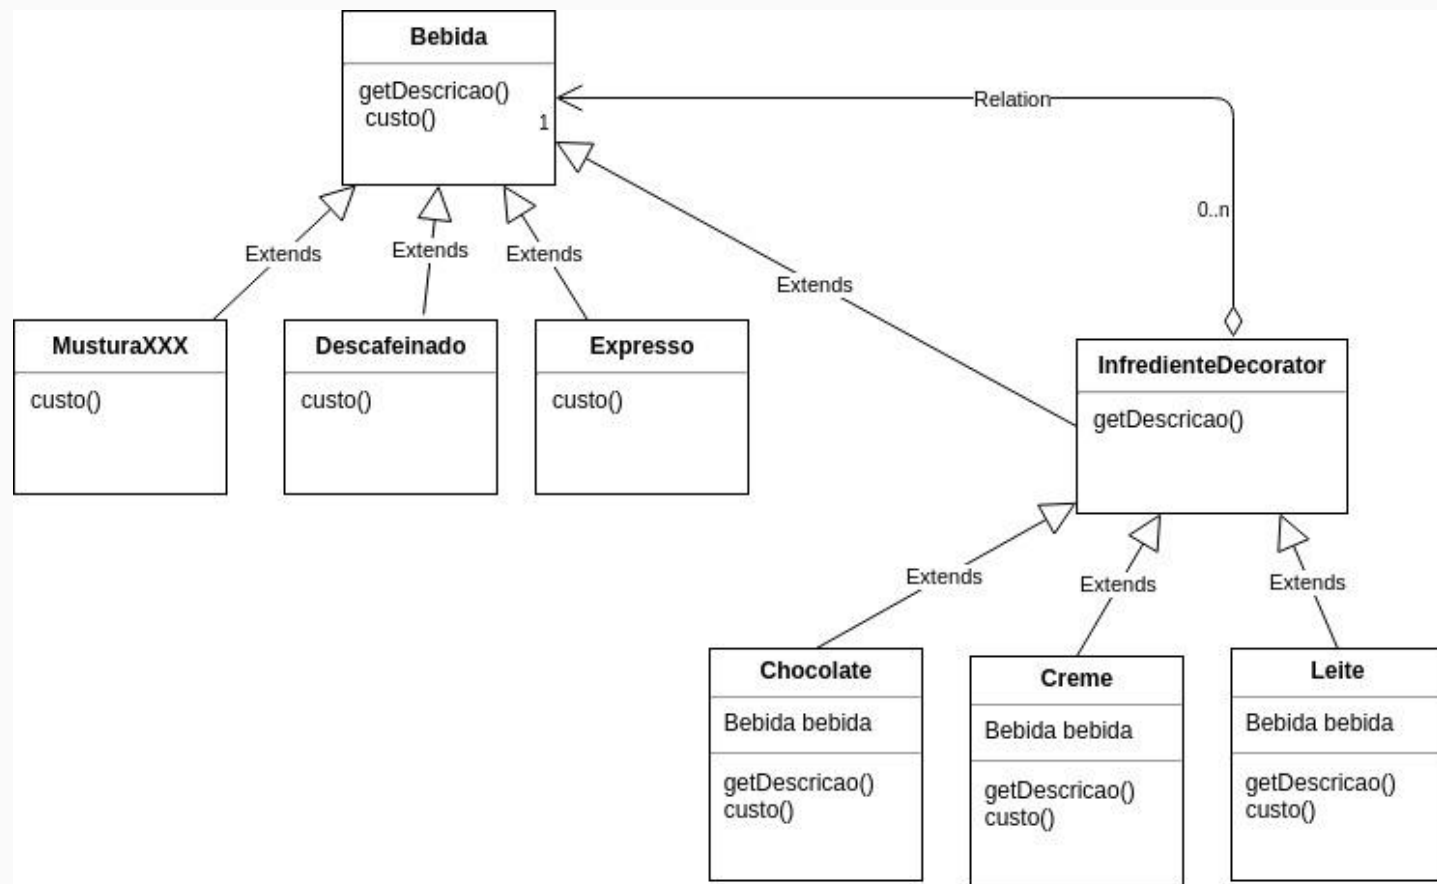 Bebida
getDescricao()
custo()
1
Relation
0..n
Extends
Extends
Extends
Extends
MusturaXXX
custo()
Descafeinado
custo()
Expresso
custo()
InfredienteDecorator
getDescricao()
Extends
Extends
Extends
Chocolate
Bebida bebida
getDescricao()
custo()
Creme
Bebida bebida
getDescricao()
custo()
Leite
Bebida bebida
getDescricao()
custo()